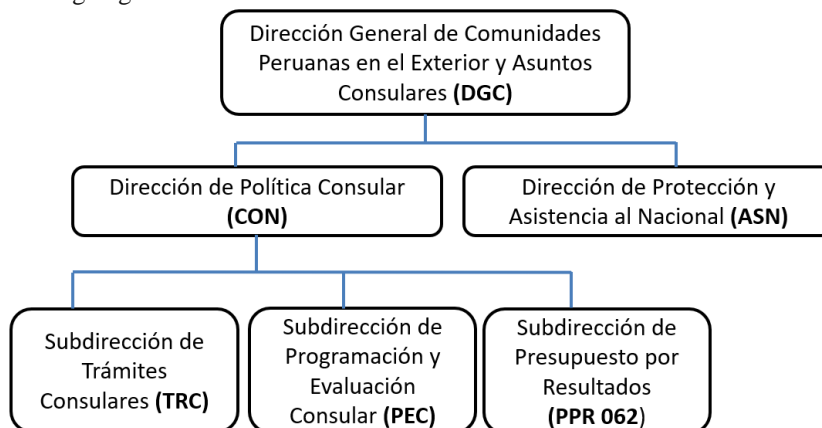 Dirección General de Comunidades
Peruanas en el Exterior y Asuntos
Consulares (DGC)
Dirección de Política Consular
(CON)
Dirección de Protección y
Asistencia al Nacional (ASN)
Subdirección de
Trámites
Consulares (TRC)
Subdirección de
Programación y
Evaluación
Consular (PEC)
Subdirección de
Presupuesto por
Resultados
(PPR 062)